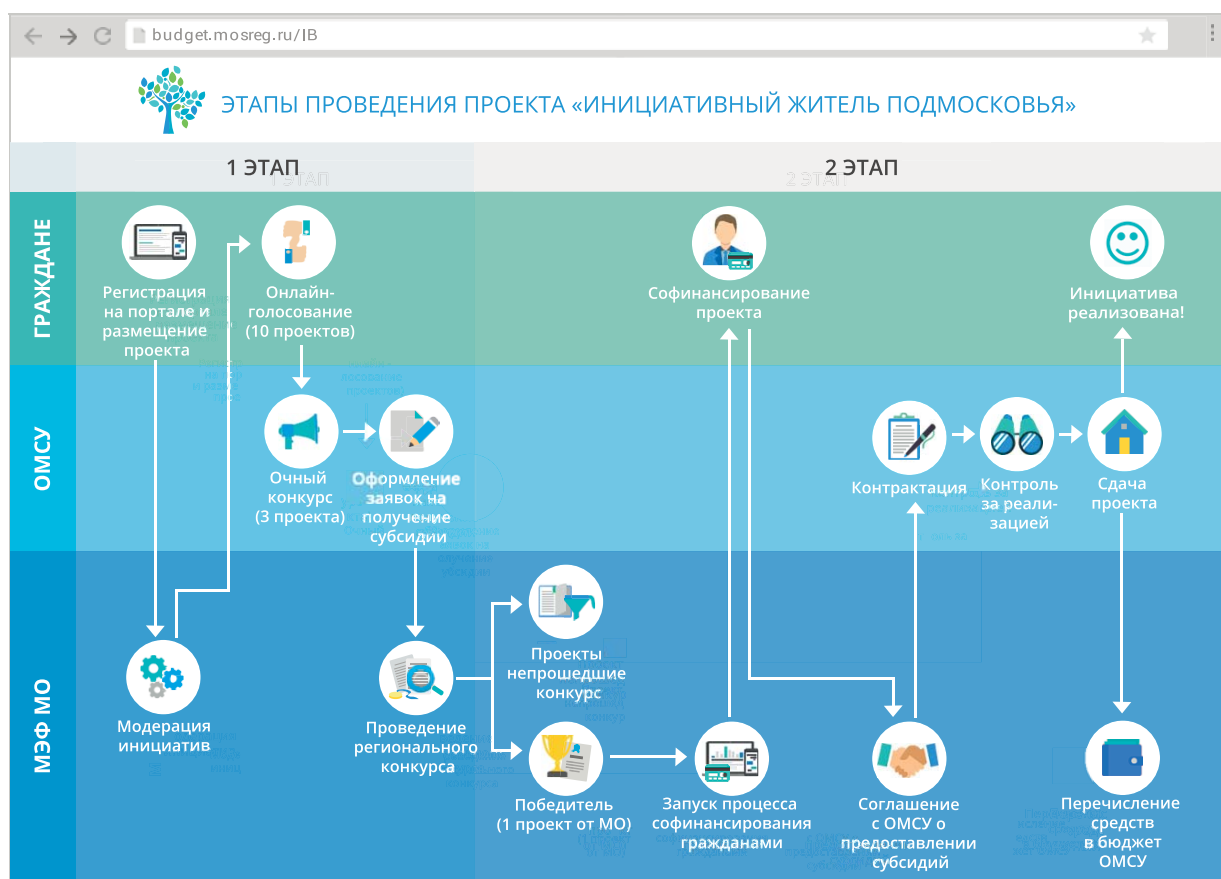 budget.mosreg.ru/IB
ЭТАПЫ ПРОВЕДЕНИЯ ПРОЕКТА «ИНИЦИАТИВНЫЙ ЖИТЕЛЬ ПОДМОСКОВЬЯ»
1 ЭТАП
2 ЭТАП
ГРАЖДАНЕ
Регистрация
на портале и
размещение
проекта
Онлайн-
голосование
(10 проектов)
Софинансирование
проекта
Инициатива
реализована!
ОМСУ
Очный
конкурс
(3 проекта)
Оформление
заявок на
получение
субсидии
Контрактация
Контроль
за реали-
зацией
Сдача
проекта
МЭФ МО
Модерация
инициатив
Проведение
регионального
конкурса
Проекты
непрошедшие
конкурс
Победитель
(1 проект от МО)
Запуск процесса
софинансирования
гражданами
Соглашение
с ОМСУ о
предоставлении
субсидий
Перечисление
средств
в бюджет
ОМСУ